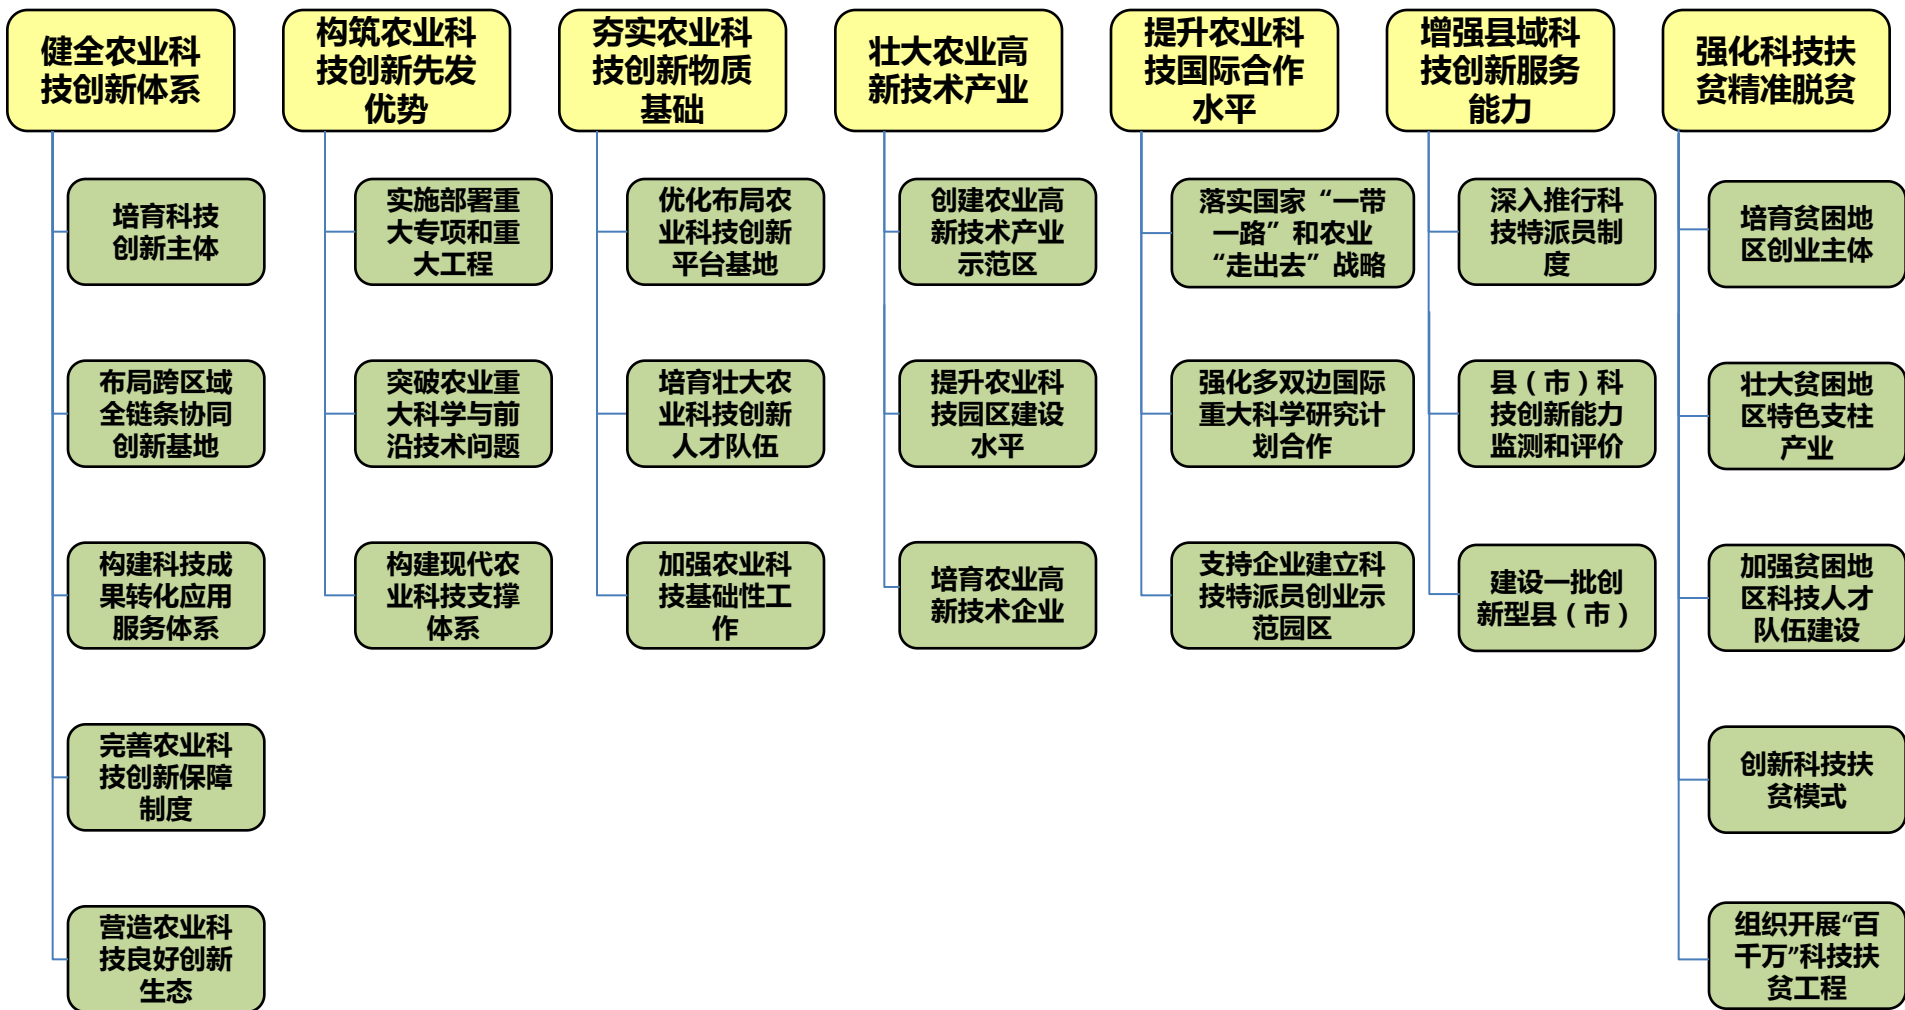 健全农业科
技创新体系
培育科技
创新主体
布局跨区域
全链条协同
创新基地
构建科技成
果转化应用
服务体系
完善农业科
技创新保障
制度
营造农业科
技良好创新
生态
构筑农业科
技创新先发
优势
实施部署重
大专项和重
大工程
突破农业重
大科学与前
沿技术问题
构建现代农
业科技支撑
体系
夯实农业科
技创新物质
基础
优化布局农
业科技创新
平台基地
培育壮大农
业科技创新
人才队伍
加强农业科
技基础性工
作
壮大农业高
新技术产业
创建农业高
新技术产业
示范区
提升农业科
技园区建设
水平
培育农业高
新技术企业
提升农业科
技国际合作
水平
落实国家“一带
一路”和农业
“走出去”战略
强化多双边国际
重大科学研究计
划合作
支持企业建立科
技特派员创业示
范园区
增强县域科
技创新服务
能力
深入推行科
技特派员制
度
县（市）科
技创新能力
监测和评价
建设一批创
新型县（市）
强化科技扶
贫精准脱贫
培育贫困地
区创业主体
壮大贫困地
区特色支柱
产业
加强贫困地
区科技人才
队伍建设
创新科技扶
贫模式
组织开展“百
千万”科技扶
贫工程